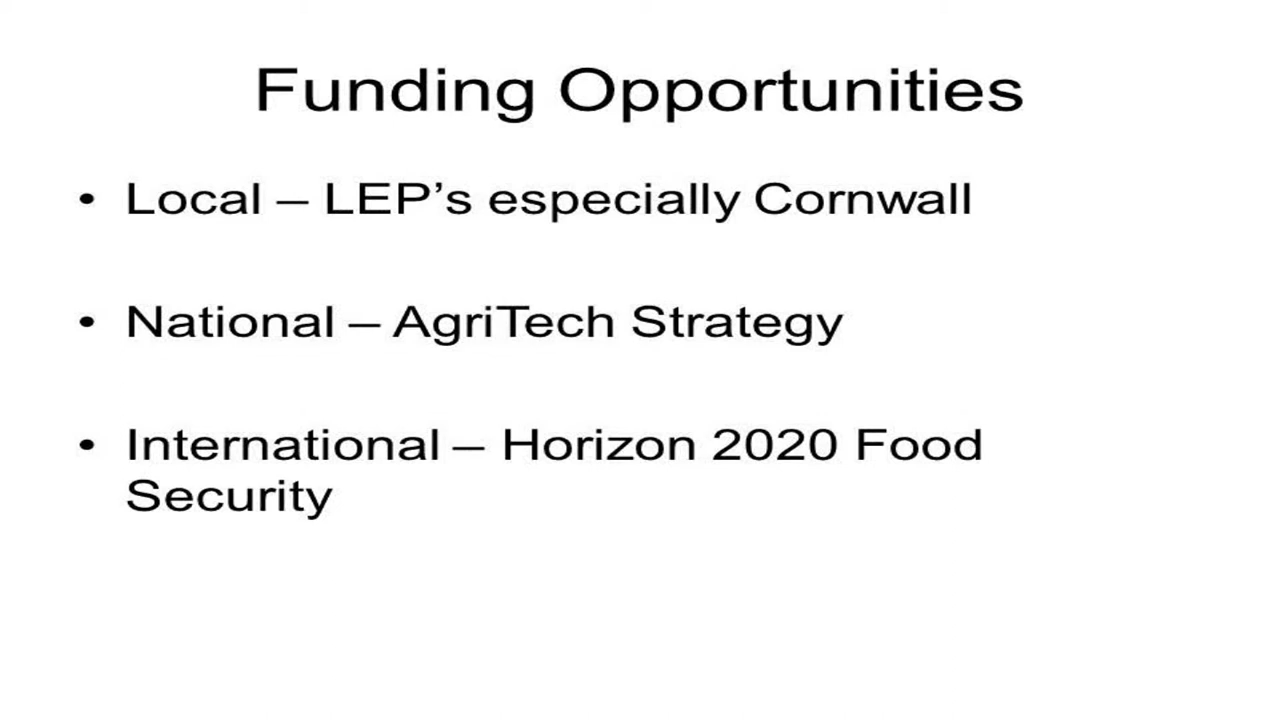 Funding Opportunities
• Local – LEP’s especially Cornwall
• National – AgriTech Strategy
• International – Horizon 2020 Food
Security